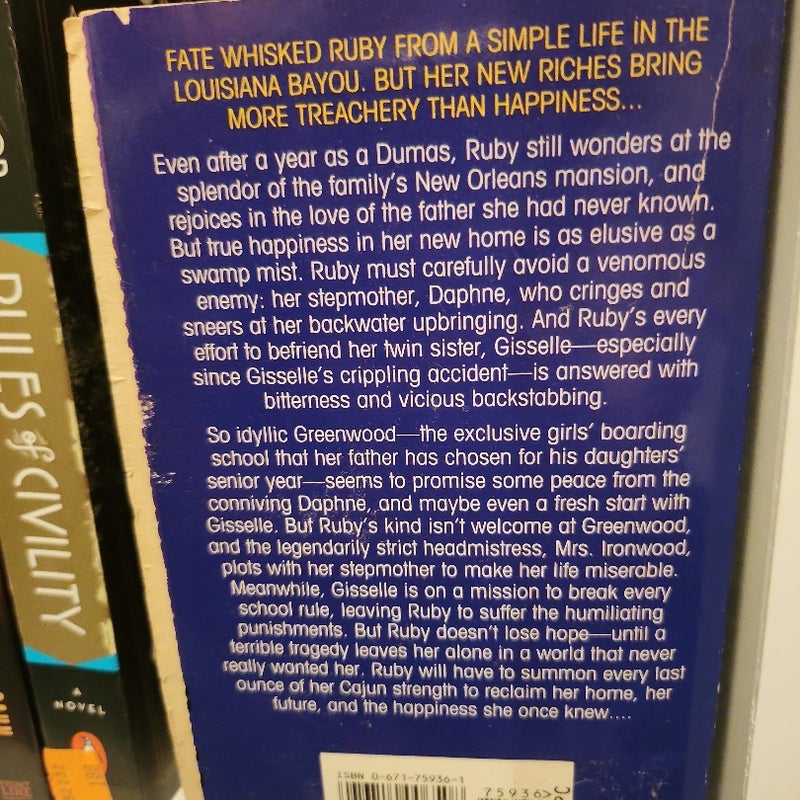 FATE WHISKED RUBY FROM A SIMPLE LIFE IN THE
LOUISIANA BAYOU. BUT HER NEW RICHES BRING
MORE TREACHERY THAN HAPPINESS...
Even after a year as a Dumas, Ruby still wonders at the
splendor of the family's New Orleans mansion, and
rejoices in the love of the father she had never known.
But true happiness in her new home is as elusive as a
swamp mist. Ruby must carefully avoid a venomous
enemy: her stepmother, Daphne, who cringes and
sneers at her backwater upbringing. And Ruby's every
effort to befriend her twin sister, Gisselle—especially
since Gisselle's crippling accident—is answered with
bitterness and vicious backstabbing.
So idyllic Greenwood—the exclusive girls' boarding
school that her father has chosen for his daughters'
senior year—seems to promise some peace from the
conniving Daphne, and maybe even a fresh start with
Gisselle. But Ruby's kind isn't welcome at Greenwood,
and the legendarily strict headmistress, Mrs. Ironwood,
plots with her stepmother to make her life miserable.
Meanwhile, Gisselle is on a mission to break every
school rule, leaving Ruby to suffer the humiliating
punishments. But Ruby doesn't lose hope—until a
terrible tragedy leaves her alone in a world that never
really wanted her. Ruby will have to summon every last
ounce of her Cajun strength to reclaim her home, her
future, and the happiness she once knew....
ISBN 0-671-75936-1
75936>
RULES of CIVILITY
A
NOVEL